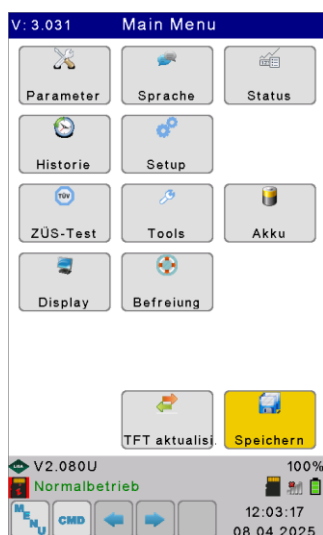 V: 3.031 Main Menu
Parameter Sprache Status
Historie Setup
TÜV
ZÜS-Test Tools Akku
Display Befreiung
TFT aktualisi. Speichern
V2.080U 100%
Normalbetrieb
MENU CMD 12:03:17
08.04.2025